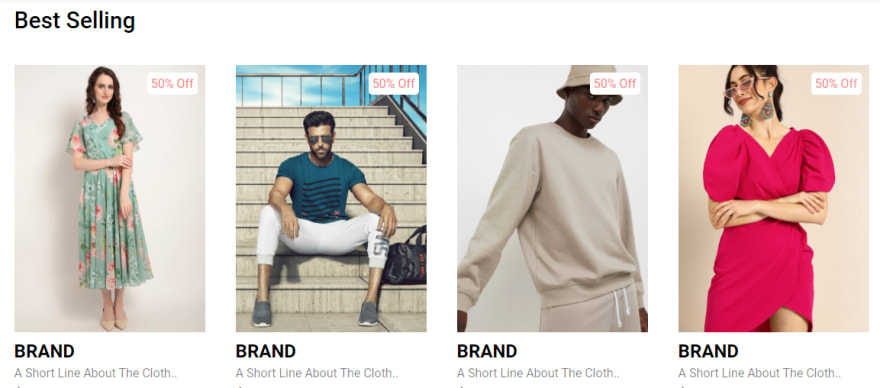 Best Selling
50% Off
50% Off
50% Off
50% Off
BRAND
BRAND
BRAND
BRAND
A Short Line About The Cloth..
A Short Line About The Cloth..
A Short Line About The Cloth..
A Short Line About The Cloth..